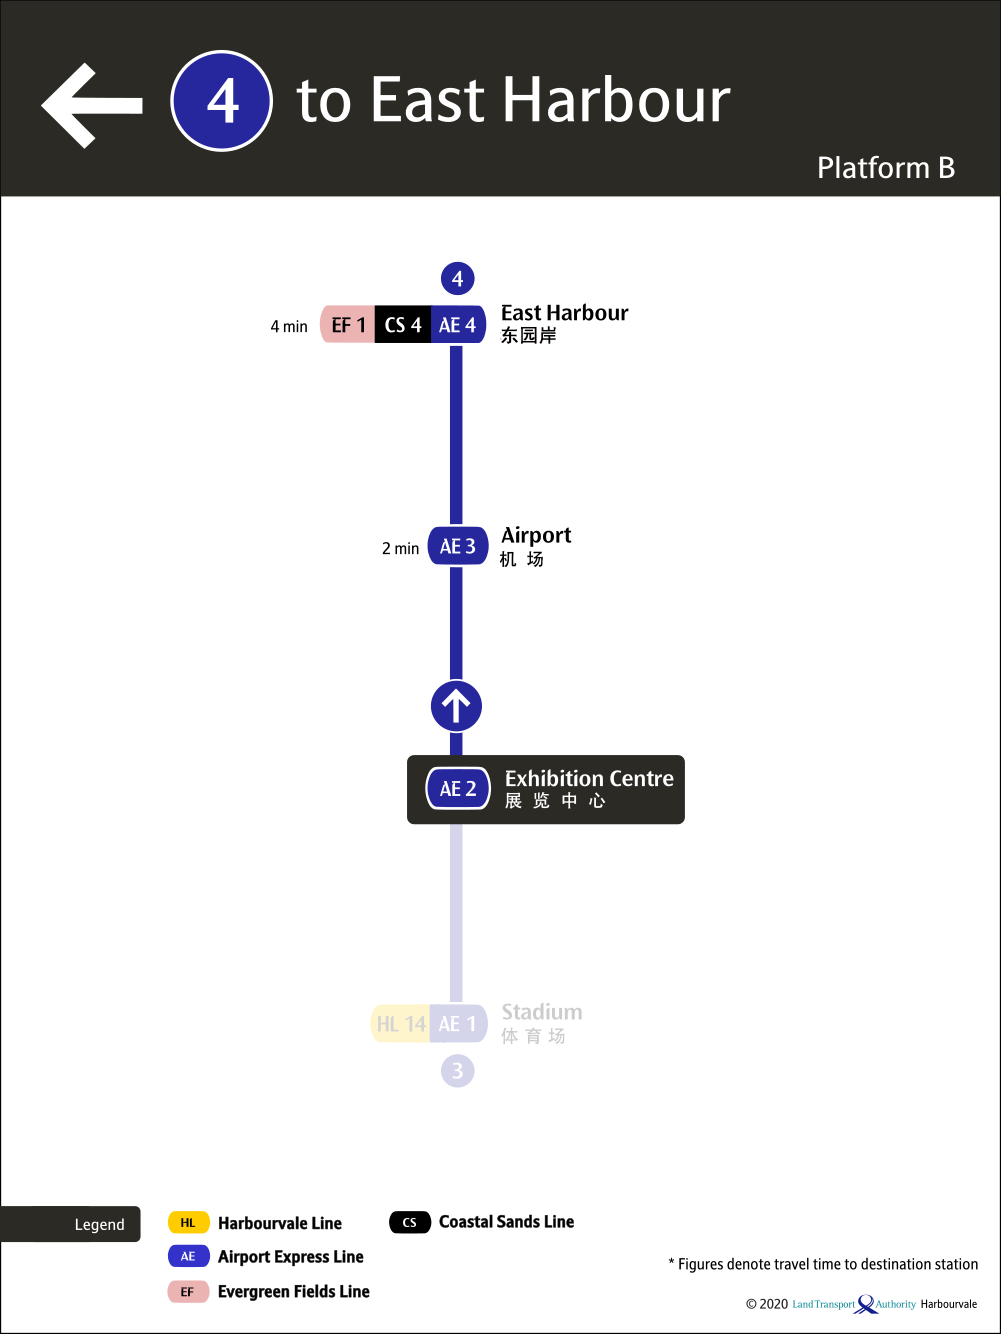 4 to East Harbour
Platform B
4
4 min EF 1 CS 4 AE 4 East Harbour
东园岸
2 min AE 3 Airport
机场
AE 2 Exhibition Centre
展览中心
HL 14 AE 1 Stadium
体育场
3
Legend
HL Harbourvale Line
CS Coastal Sands Line
AE Airport Express Line
EF Evergreen Fields Line
* Figures denote travel time to destination station
© 2020 Land Transport Authority Harbourvale